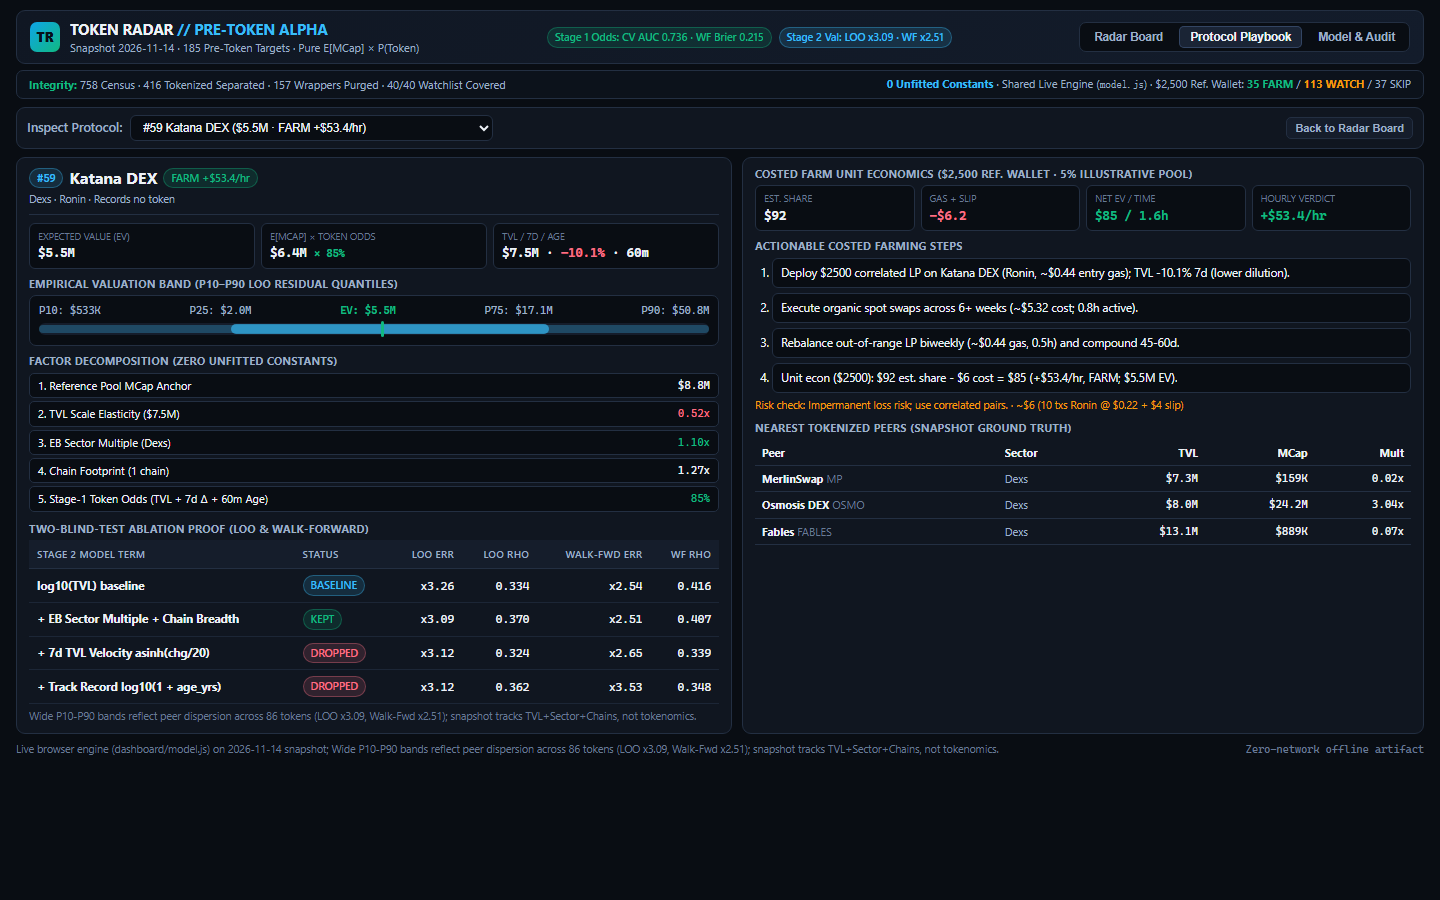 TR
TOKEN RADAR // PRE-TOKEN ALPHA
Snapshot 2026-11-14 · 185 Pre-Token Targets · Pure E[MCap] × P(Token)
Stage 1 Odds: CV AUC 0.736 · WF Brier 0.215
Stage 2 Val: LOO x3.09 · WF x2.51
Radar Board
Protocol Playbook
Model & Audit
Integrity: 758 Census · 416 Tokenized Separated · 157 Wrappers Purged · 40/40 Watchlist Covered
0 Unfitted Constants · Shared Live Engine (model.js) · $2,500 Ref. Wallet: 35 FARM / 113 WATCH / 37 SKIP
Inspect Protocol:
#59 Katana DEX ($5.5M · FARM +$53.4/hr)
Back to Radar Board
#59 Katana DEX FARM +$53.4/hr
Dexs · Ronin · Records no token
EXPECTED VALUE (EV)
$5.5M
E[MCAP] × TOKEN ODDS
$6.4M × 85%
TVL / 7D / AGE
$7.5M · −10.1% · 60m
EMPIRICAL VALUATION BAND (P10–P90 LOO RESIDUAL QUANTILES)
P10: $533K
P25: $2.0M
EV: $5.5M
P75: $17.1M
P90: $50.8M
FACTOR DECOMPOSITION (ZERO UNFITTED CONSTANTS)
1. Reference Pool MCap Anchor $8.8M
2. TVL Scale Elasticity ($7.5M) 0.52x
3. EB Sector Multiple (Dexs) 1.10x
4. Chain Footprint (1 chain) 1.27x
5. Stage-1 Token Odds (TVL + 7d Δ + 60m Age) 85%
TWO-BLIND-TEST ABLATION PROOF (LOO & WALK-FORWARD)
STAGE 2 MODEL TERM STATUS LOO ERR LOO RHO WALK-FWD ERR WF RHO
log10(TVL) baseline BASELINE x3.26 0.334 x2.54 0.416
+ EB Sector Multiple + Chain Breadth KEPT x3.09 0.370 x2.51 0.407
+ 7d TVL Velocity asinh(chg/20) DROPPED x3.12 0.324 x2.65 0.339
+ Track Record log10(1 + age_yrs) DROPPED x3.12 0.362 x3.53 0.348
Wide P10-P90 bands reflect peer dispersion across 86 tokens (LOO x3.09, Walk-Fwd x2.51); snapshot tracks TVL+Sector+Chains, not tokenomics.
COSTED FARM UNIT ECONOMICS ($2,500 REF. WALLET · 5% ILLUSTRATIVE POOL)
EST. SHARE
$92
GAS + SLIP
−$6.2
NET EV / TIME
$85 / 1.6h
HOURLY VERDICT
+$53.4/hr
ACTIONABLE COSTED FARMING STEPS
1. Deploy $2500 correlated LP on Katana DEX (Ronin, ~$0.44 entry gas); TVL -10.1% 7d (lower dilution).
2. Execute organic spot swaps across 6+ weeks (~$5.32 cost; 0.8h active).
3. Rebalance out-of-range LP biweekly (~$0.44 gas, 0.5h) and compound 45-60d.
4. Unit econ ($2500): $92 est. share - $6 cost = $85 (+$53.4/hr, FARM; $5.5M EV).
Risk check: Impermanent loss risk; use correlated pairs. · ~$6 (10 txs Ronin @ $0.22 + $4 slip)
NEAREST TOKENIZED PEERS (SNAPSHOT GROUND TRUTH)
Peer Sector TVL MCap Mult
MerlinSwap MP Dexs $7.3M $159K 0.02x
Osmosis DEX OSMO Dexs $8.0M $24.2M 3.04x
Fables FABLES Dexs $13.1M $889K 0.07x
Live browser engine (dashboard/model.js) on 2026-11-14 snapshot; Wide P10-P90 bands reflect peer dispersion across 86 tokens (LOO x3.09, Walk-Fwd x2.51); snapshot tracks TVL+Sector+Chains, not tokenomics.
Zero-network offline artifact